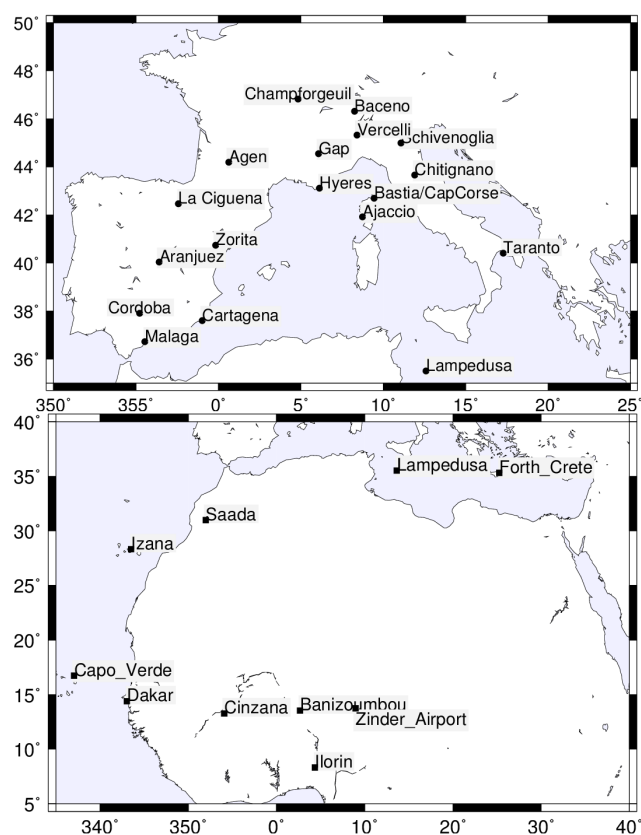 50˚
48˚
Champforgeuil
Baceno
46˚
Vercelli
Schivenoglia
Gap
Agen
44˚
Chitignano
Hyeres
La Ciguena
Bastia/CapCorse
42˚
Ajaccio
Zorita
Taranto
Aranjuez
40˚
38˚
Cordoba
Cartagena
Malaga
36˚
Lampedusa
350˚ 355˚ 0˚ 5˚ 10˚ 15˚ 20˚ 25˚
40˚
35˚
Lampedusa
Forth_Crete
Saada
30˚
Izana
25˚
20˚
Capo_Verde
15˚
Dakar
Cinzana
Banizoumbou
Zinder_Airport
10˚
Ilorin
5˚
340˚ 350˚ 0˚ 10˚ 20˚ 30˚ 40˚